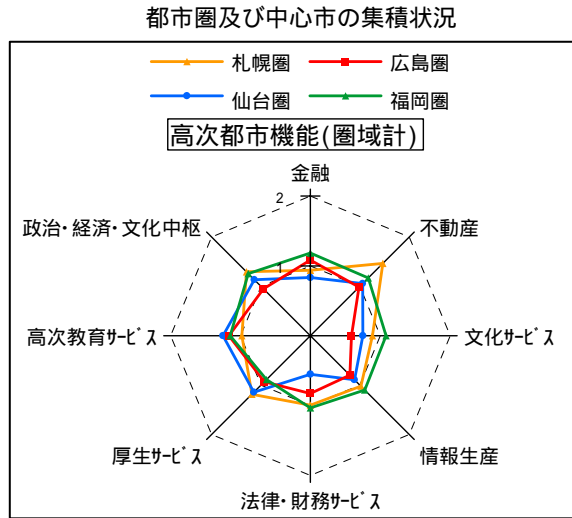 都市圏及び中心市の集積状況
札幌圏 広島圏
仙台圏 福岡圏
高次都市機能(圏域計)
金融
2
政治・経済・文化中枢 不動産
1
高次教育ｻｰﾋﾞｽ 文化ｻｰﾋﾞｽ
厚生ｻｰﾋﾞｽ 情報生産
法律・財務ｻｰﾋﾞｽ